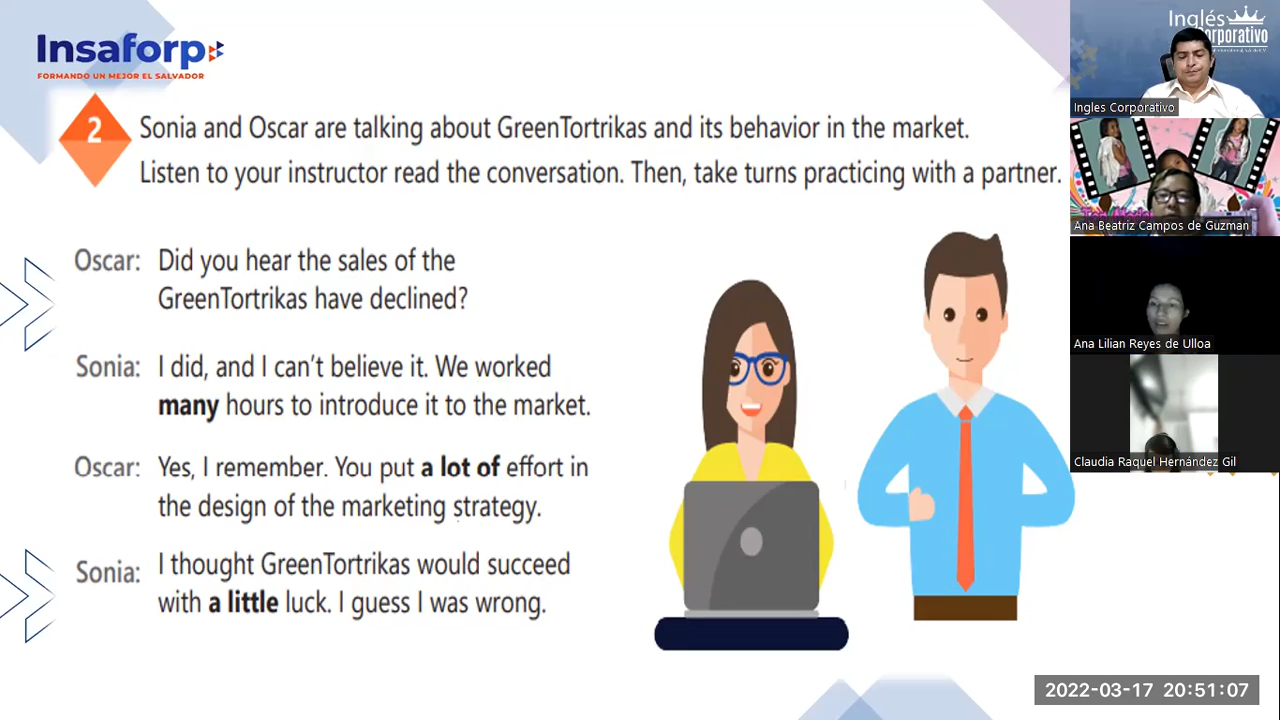 Insaforp
FORMANDO UN MEJOR EL SALVADOR
2
Sonia and Oscar are talking about GreenTortrikas and its behavior in the market.
Listen to your instructor read the conversation. Then, take turns practicing with a partner.
Oscar: Did you hear the sales of the
GreenTortrikas have declined?
Sonia: I did, and I can't believe it. We worked
many hours to introduce it to the market.
Oscar: Yes, I remember. You put a lot of effort in
the design of the marketing strategy.
Sonia: I thought GreenTortrikas would succeed
with a little luck. I guess I was wrong.
Inglés
Corporativo
Ingles Corporativo
Ana Beatriz Campos de Guzman
Ana Lilian Reyes de Ulloa
Claudia Raquel Hernández Gil
2022-03-17 20:51:07